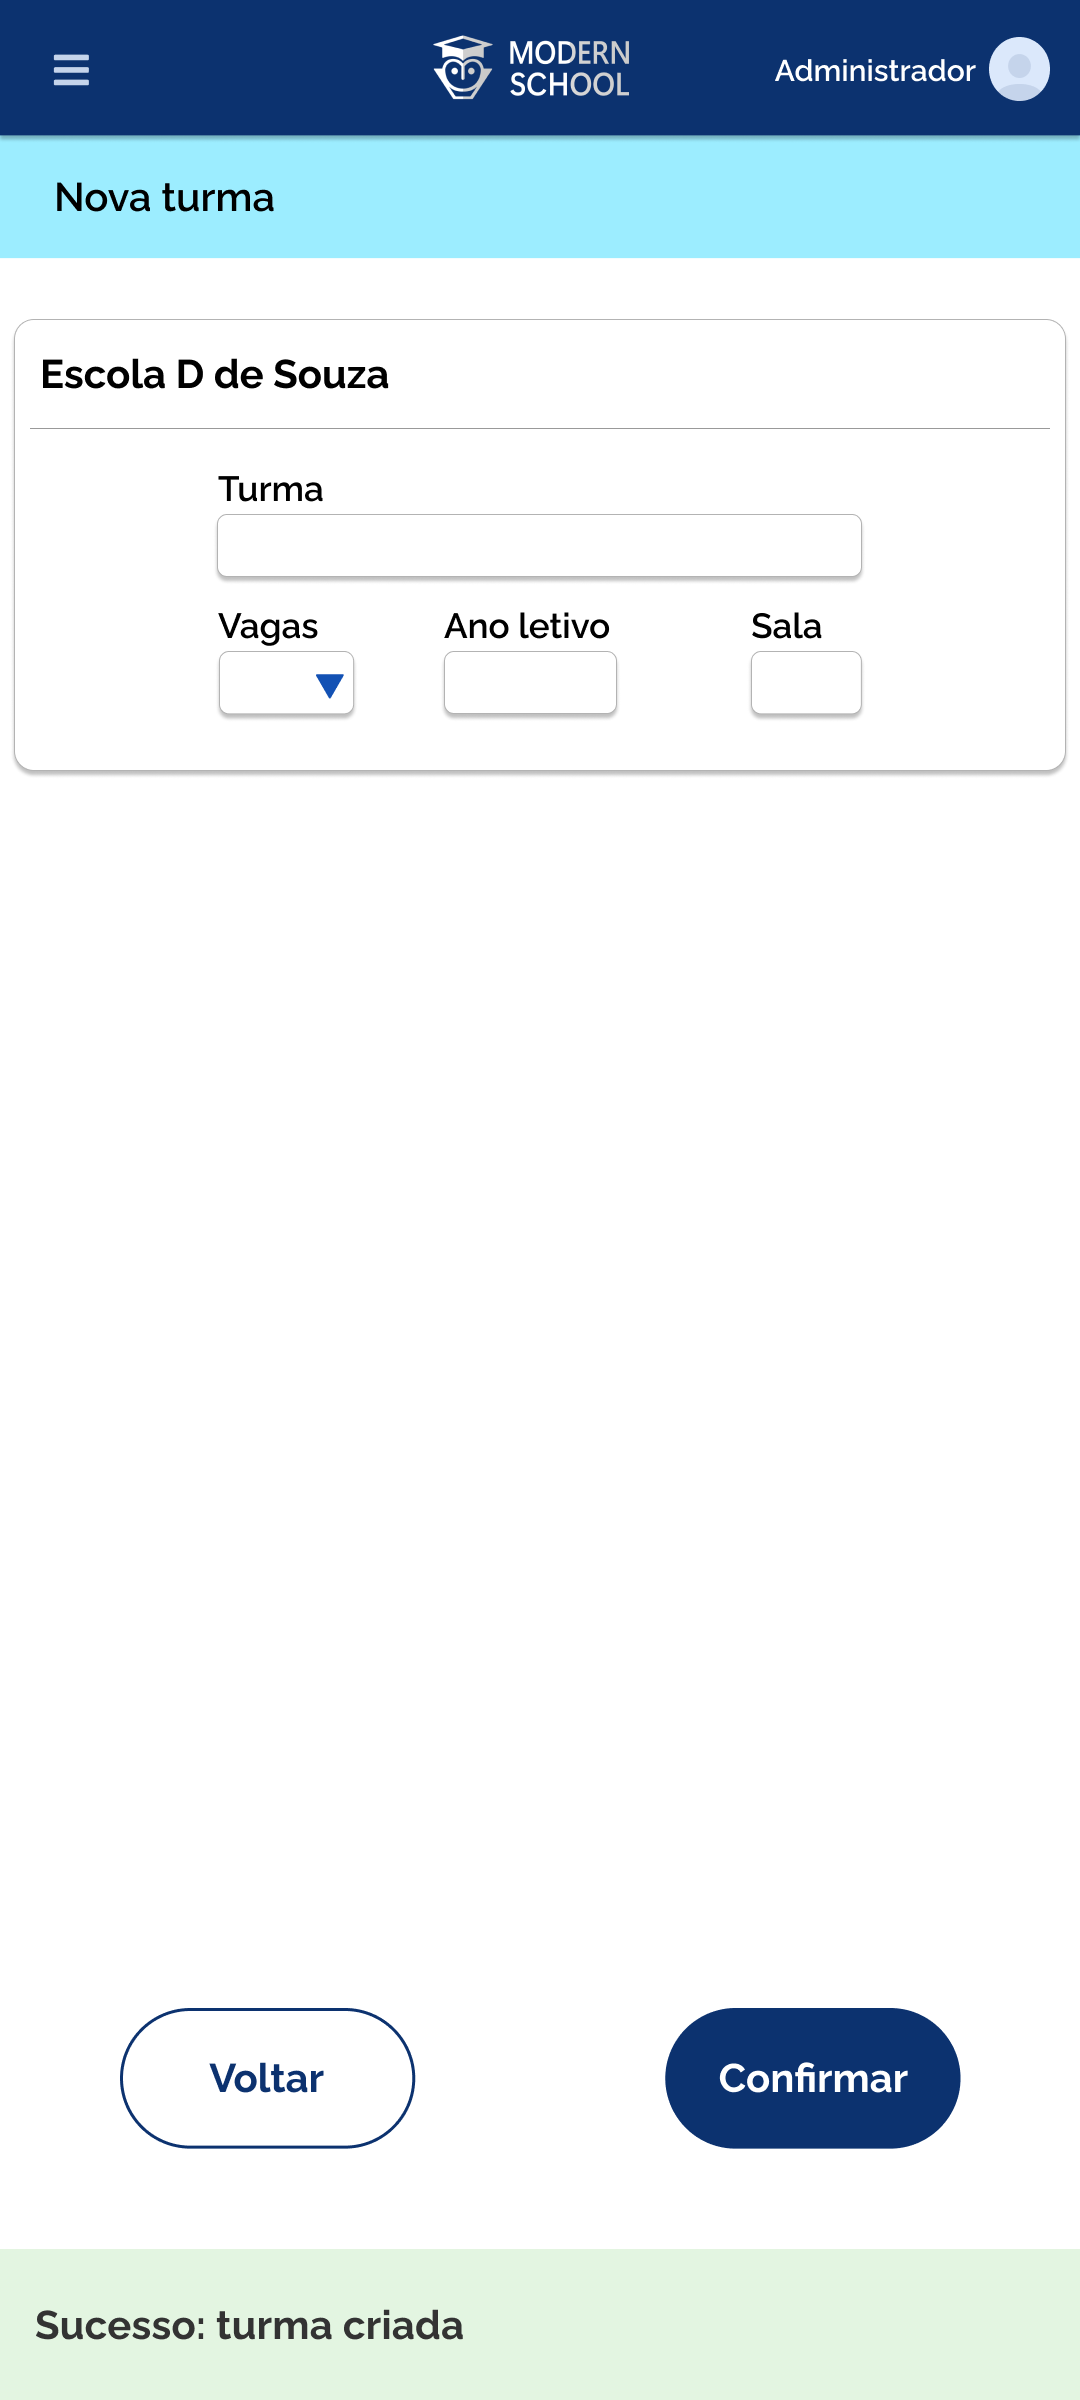 MODERN
SCHOOL
Administrador
Nova turma
Escola D de Souza
Turma
Vagas
Ano letivo
Sala
Voltar
Confirmar
Sucesso: turma criada